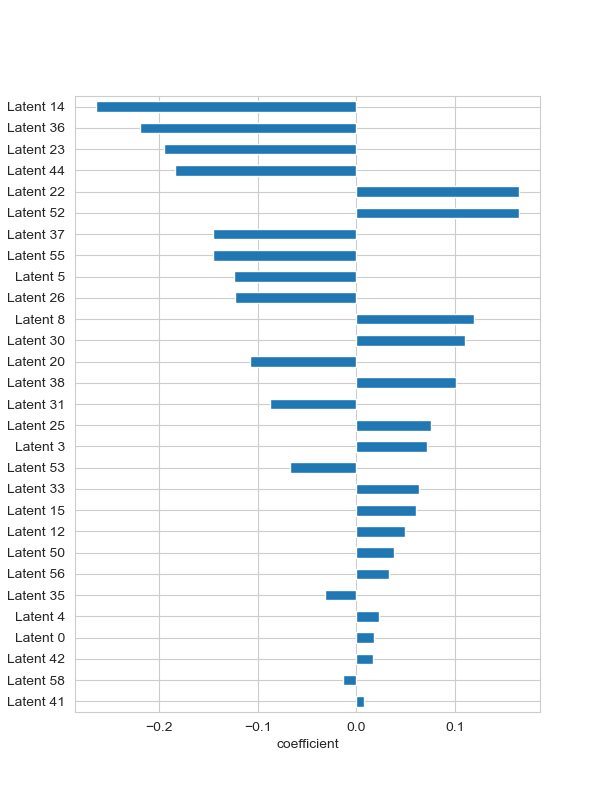 Latent 14
Latent 36
Latent 23
Latent 44
Latent 22
Latent 52
Latent 37
Latent 55
Latent 5
Latent 26
Latent 8
Latent 30
Latent 20
Latent 38
Latent 31
Latent 25
Latent 3
Latent 53
Latent 33
Latent 15
Latent 12
Latent 50
Latent 56
Latent 35
Latent 4
Latent 0
Latent 42
Latent 58
Latent 41
−0.2 −0.1 0.0 0.1
coefficient